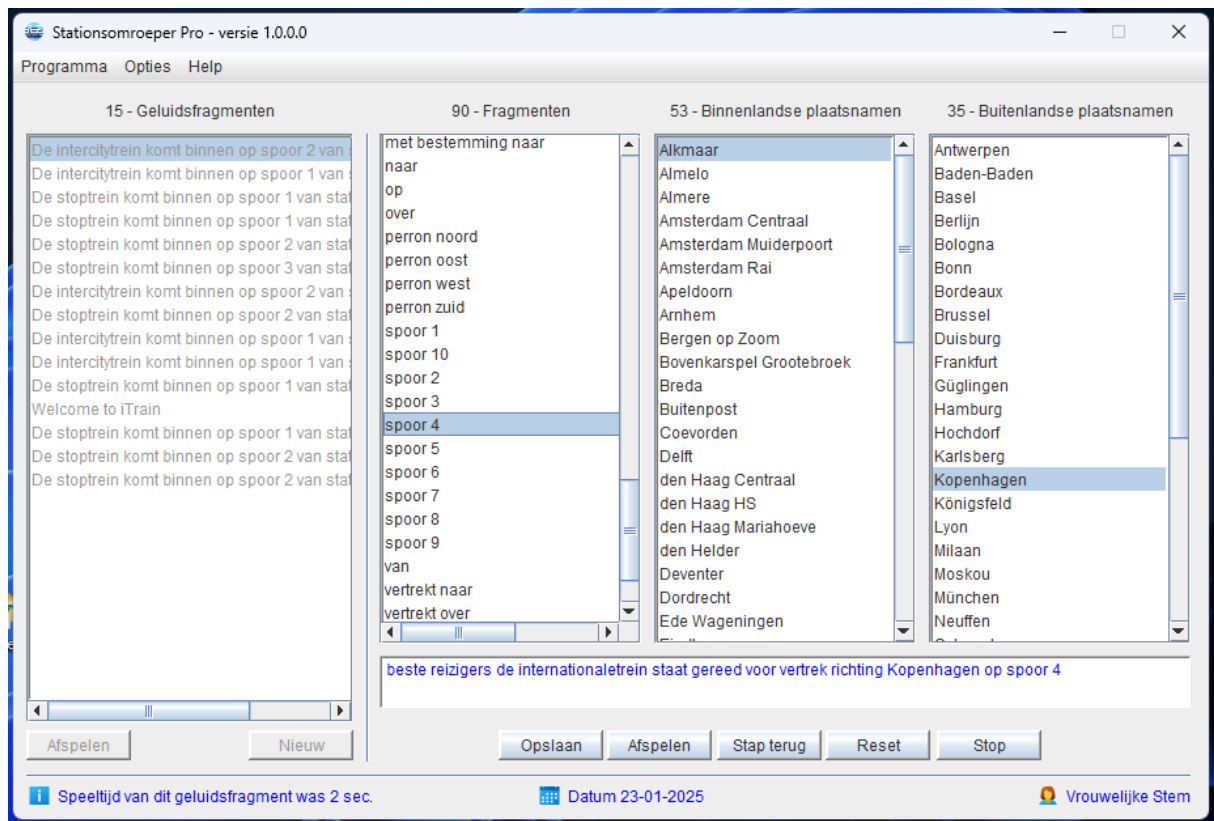 Stationsomroeper Pro - versie 1.0.0.0
Programma Opties Help
15 - Geluidsfragmenten
De intercitytrein komt binnen op spoor 2 van
De intercitytrein komt binnen op spoor 1 van
De stoptrein komt binnen op spoor 1 van stat
De stoptrein komt binnen op spoor 1 van stat
De stoptrein komt binnen op spoor 2 van stat
De stoptrein komt binnen op spoor 3 van stat
De intercitytrein komt binnen op spoor 2 van
De stoptrein komt binnen op spoor 2 van stat
De intercitytrein komt binnen op spoor 1 van
De intercitytrein komt binnen op spoor 1 van
De stoptrein komt binnen op spoor 1 van stat
Welcome to iTrain
De stoptrein komt binnen op spoor 1 van stat
De stoptrein komt binnen op spoor 2 van stat
De stoptrein komt binnen op spoor 2 van stat
Afspelen Nieuw
90 - Fragmenten
met bestemming naar
naar
op
over
perron noord
perron oost
perron west
perron zuid
spoor 1
spoor 10
spoor 2
spoor 3
spoor 4
spoor 5
spoor 6
spoor 7
spoor 8
spoor 9
van
vertrekt naar
vertrekt over
53 - Binnenlandse plaatsnamen
Alkmaar
Almelo
Almere
Amsterdam Centraal
Amsterdam Muiderpoort
Amsterdam Rai
Apeldoorn
Arnhem
Bergen op Zoom
Bovenkarspel Grootebroek
Breda
Buitenpost
Coevorden
Delft
den Haag Centraal
den Haag HS
den Haag Mariahoeve
den Helder
Deventer
Dordrecht
Ede Wageningen
35 - Buitenlandse plaatsnamen
Antwerpen
Baden-Baden
Basel
Berlijn
Bologna
Bonn
Bordeaux
Brussel
Duisburg
Frankfurt
Güglingen
Hamburg
Hochdorf
Karlsberg
Kopenhagen
Königsfeld
Lyon
Milaan
Moskou
München
Neuffen
beste reizigers de internationaletrein staat gereed voor vertrek richting Kopenhagen op spoor 4
Opslaan Afspelen Stap terug Reset Stop
Speeltijd van dit geluidsfragment was 2 sec. Datum 23-01-2025 Vrouwelijke Stem